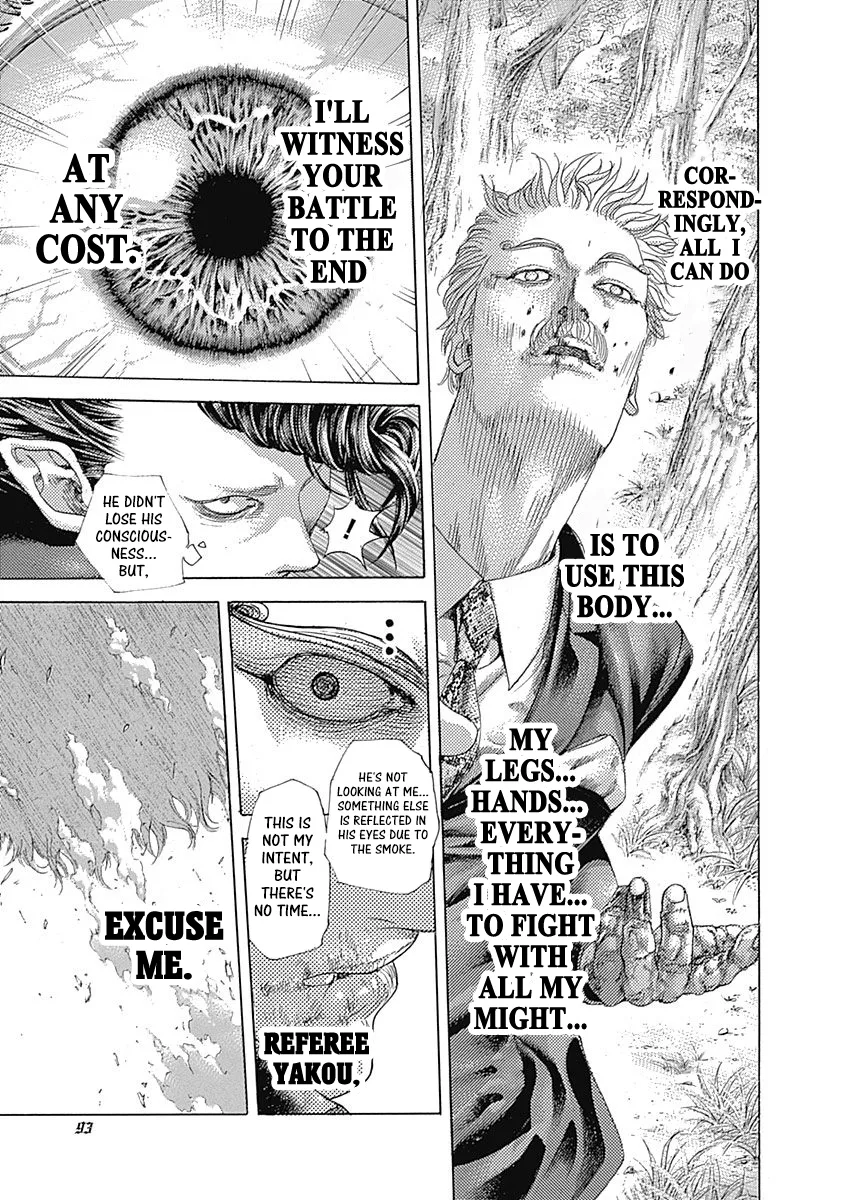 COR-
RESPOND-
INGLY,
ALL I
CAN DO
IS TO
USE THIS
BODY...
MY
LEGS...
HANDS...
EVERY-
THING
I HAVE...
TO FIGHT
WITH
ALL MY
MIGHT...
I'LL
WITNESS
YOUR
BATTLE
TO THE
END
AT
ANY
COST.
!
HE DIDN'T
LOSE HIS
CONSCIOUS-
NESS...
BUT,
...
HE'S NOT
LOOKING AT ME...
SOMETHING ELSE
IS REFLECTED IN
HIS EYES DUE TO
THE SMOKE.
THIS IS
NOT MY
INTENT,
BUT
THERE'S
NO TIME...
REFEREE
YAKOU,
EXCUSE
ME.
93